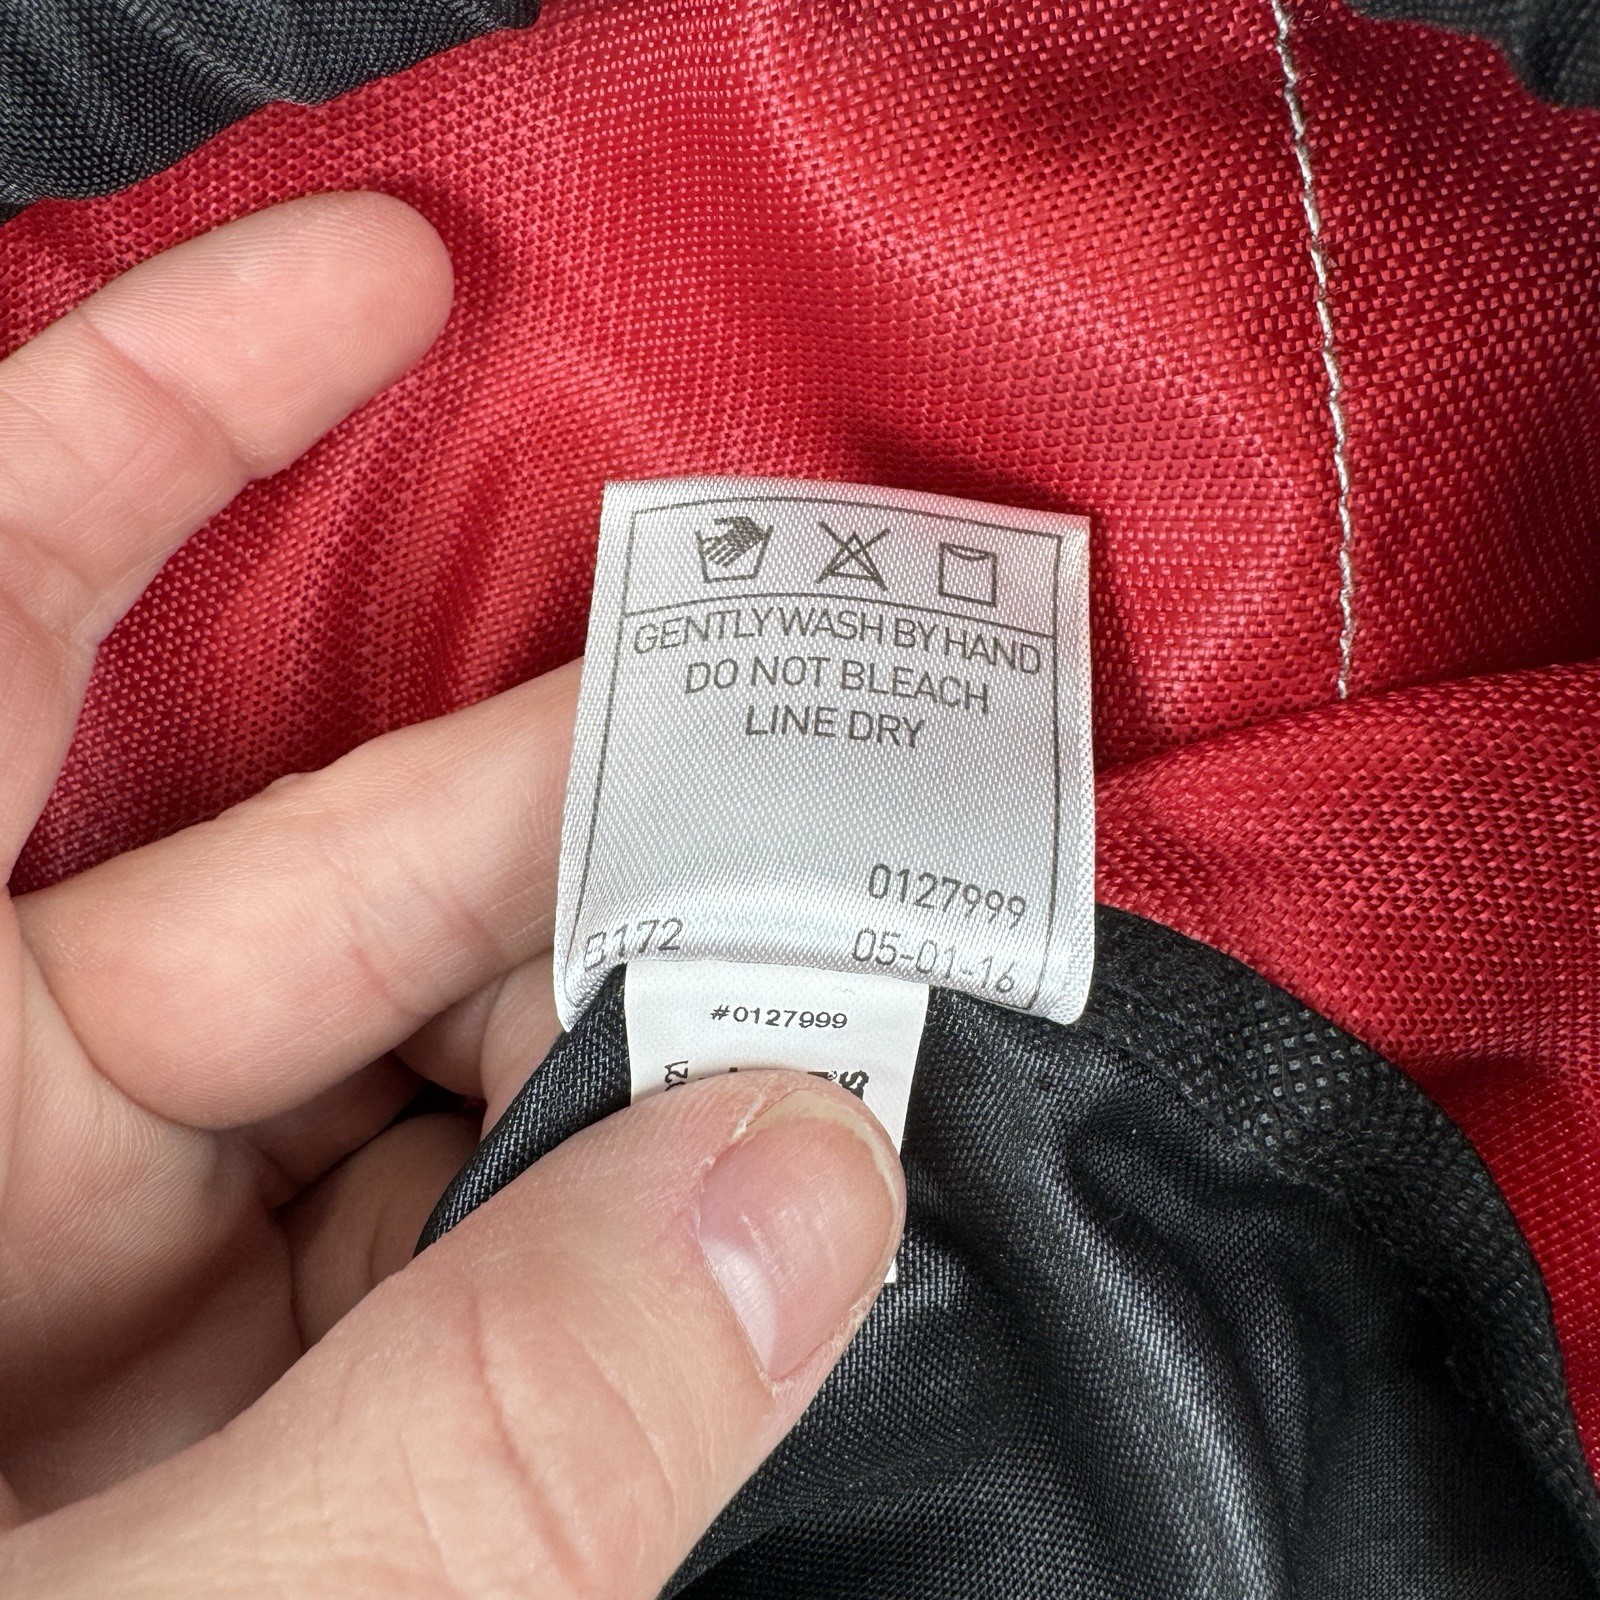 GENTLY WASH BY HAND
DO NOT BLEACH
LINE DRY
0127999
B172 05-01-16
#0127999